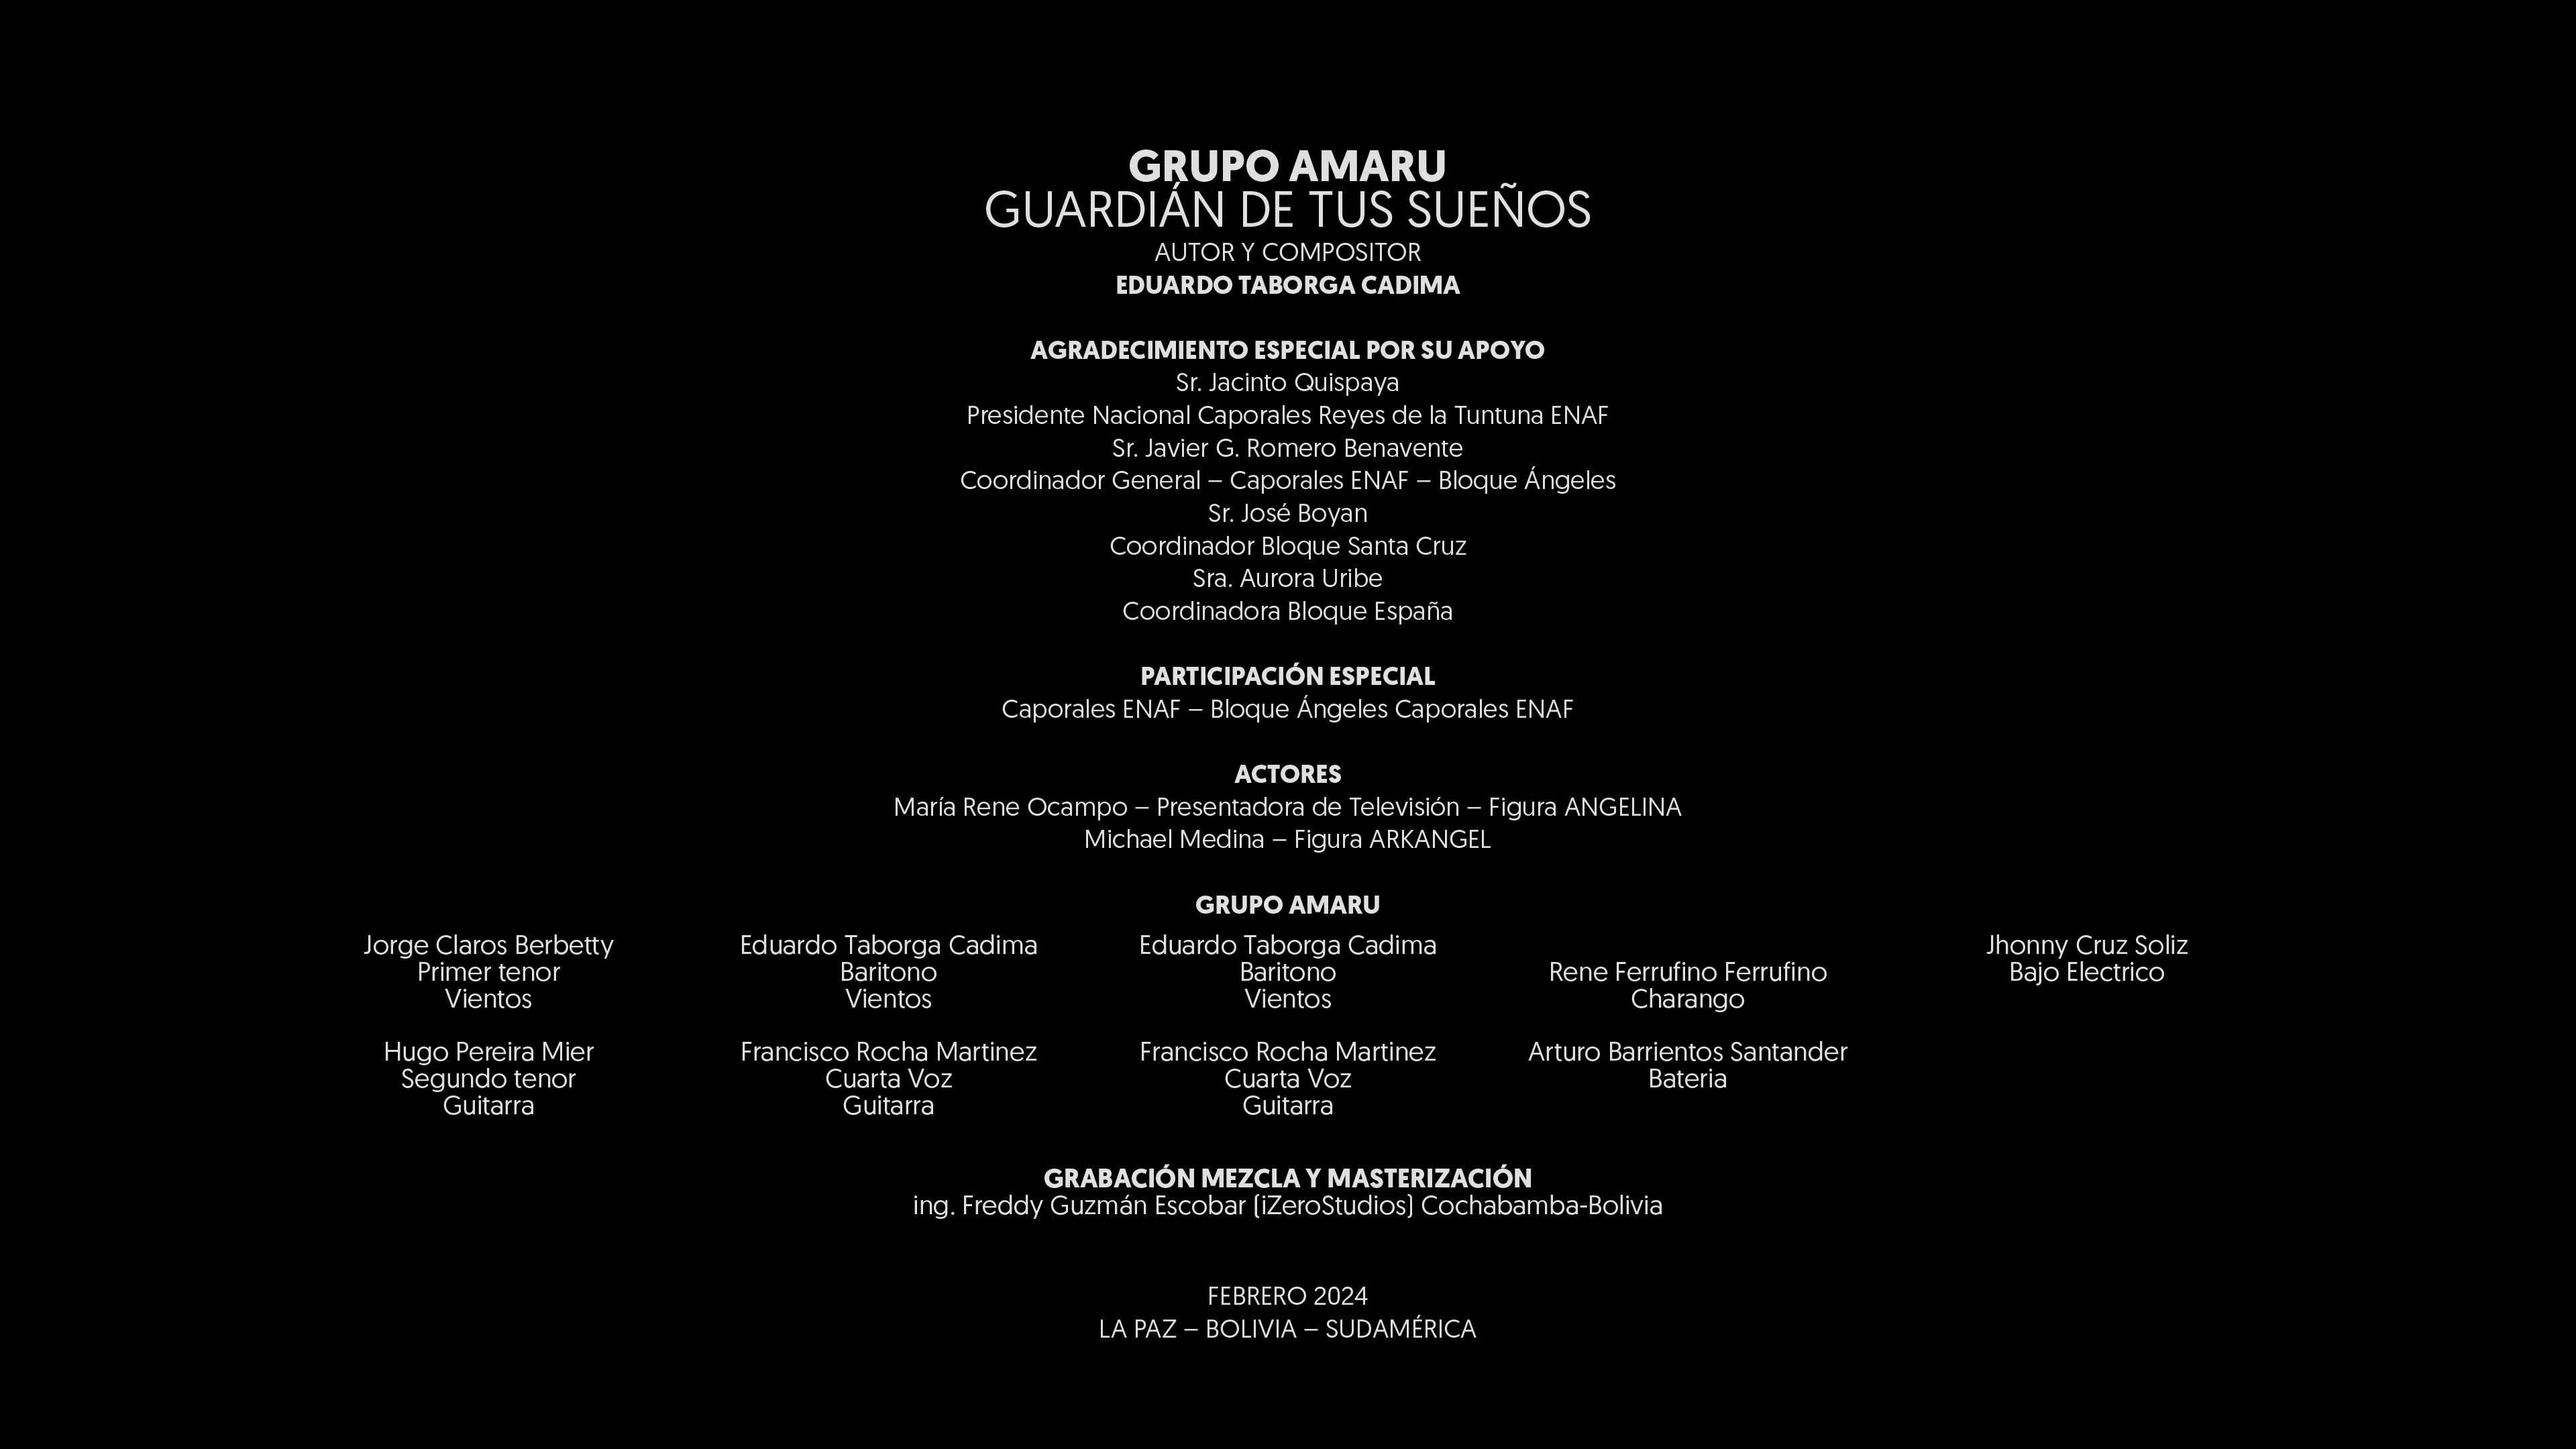 GRUPO AMARU
GUARDIÁN DE TUS SUEÑOS
AUTOR Y COMPOSITOR
EDUARDO TABORGA CADIMA
AGRADECIMIENTO ESPECIAL POR SU APOYO
Sr. Jacinto Quispaya
Presidente Nacional Caporales Reyes de la Tuntuna ENAF
Sr. Javier G. Romero Benavente
Coordinador General – Caporales ENAF – Bloque Ángeles
Sr. José Boyan
Coordinador Bloque Santa Cruz
Sra. Aurora Uribe
Coordinadora Bloque España
PARTICIPACIÓN ESPECIAL
Caporales ENAF – Bloque Ángeles Caporales ENAF
ACTORES
María Rene Ocampo – Presentadora de Televisión – Figura ANGELINA
Michael Medina – Figura ARKANGEL
GRUPO AMARU
Jorge Claros Berbetty
Primer tenor
Vientos
Hugo Pereira Mier
Segundo tenor
Guitarra
Eduardo Taborga Cadima
Baritono
Vientos
Francisco Rocha Martinez
Cuarta Voz
Guitarra
Eduardo Taborga Cadima
Baritono
Vientos
Francisco Rocha Martinez
Cuarta Voz
Guitarra
Rene Ferrufino Ferrufino
Charango
Arturo Barrientos Santander
Bateria
Jhonny Cruz Soliz
Bajo Electrico
GRABACIÓN MEZCLA Y MASTERIZACIÓN
ing. Freddy Guzmán Escobar (iZeroStudios) Cochabamba-Bolivia
FEBRERO 2024
LA PAZ – BOLIVIA – SUDAMÉRICA